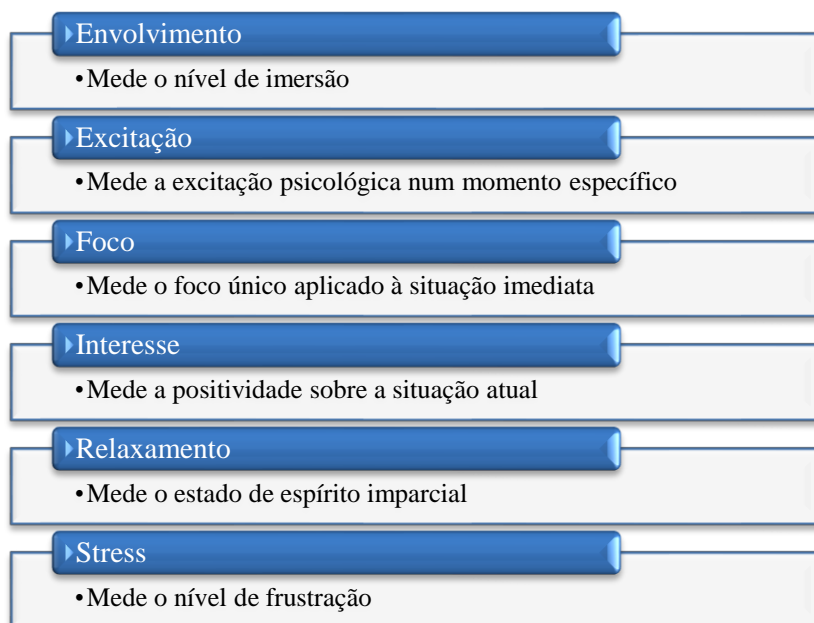 Envolvimento
•Mede o nível de imersão
Excitação
•Mede a excitação psicológica num momento específico
Foco
•Mede o foco único aplicado à situação imediata
Interesse
•Mede a positividade sobre a situação atual
Relaxamento
•Mede o estado de espírito imparcial
Stress
•Mede o nível de frustração